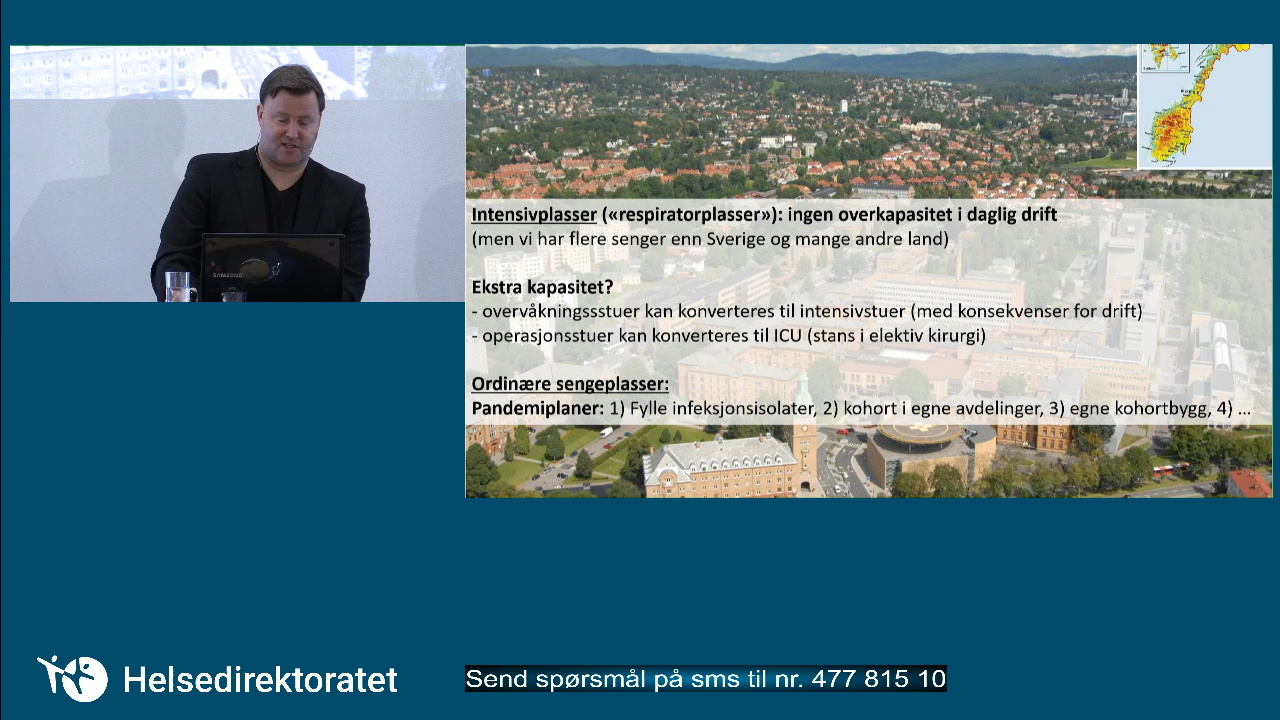 Intensivplasser («respiratorplasser»): ingen overkapasitet i daglig drift
(men vi har flere senger enn Sverige og mange andre land)
Ekstra kapasitet?
- overvåkningssstuer kan konverteres til intensivstuer (med konsekvenser for drift)
- operasjonsstuer kan konverteres til ICU (stans i elektiv kirurgi)
Ordinære sengeplasser:
Pandemiplaner: 1) Fylle infeksjonsisolater, 2) kohort i egne avdelinger, 3) egne kohortbygg, 4) ...
SAMSUNG
Helsedirektoratet
Send spørsmål på sms til nr. 477 815 10